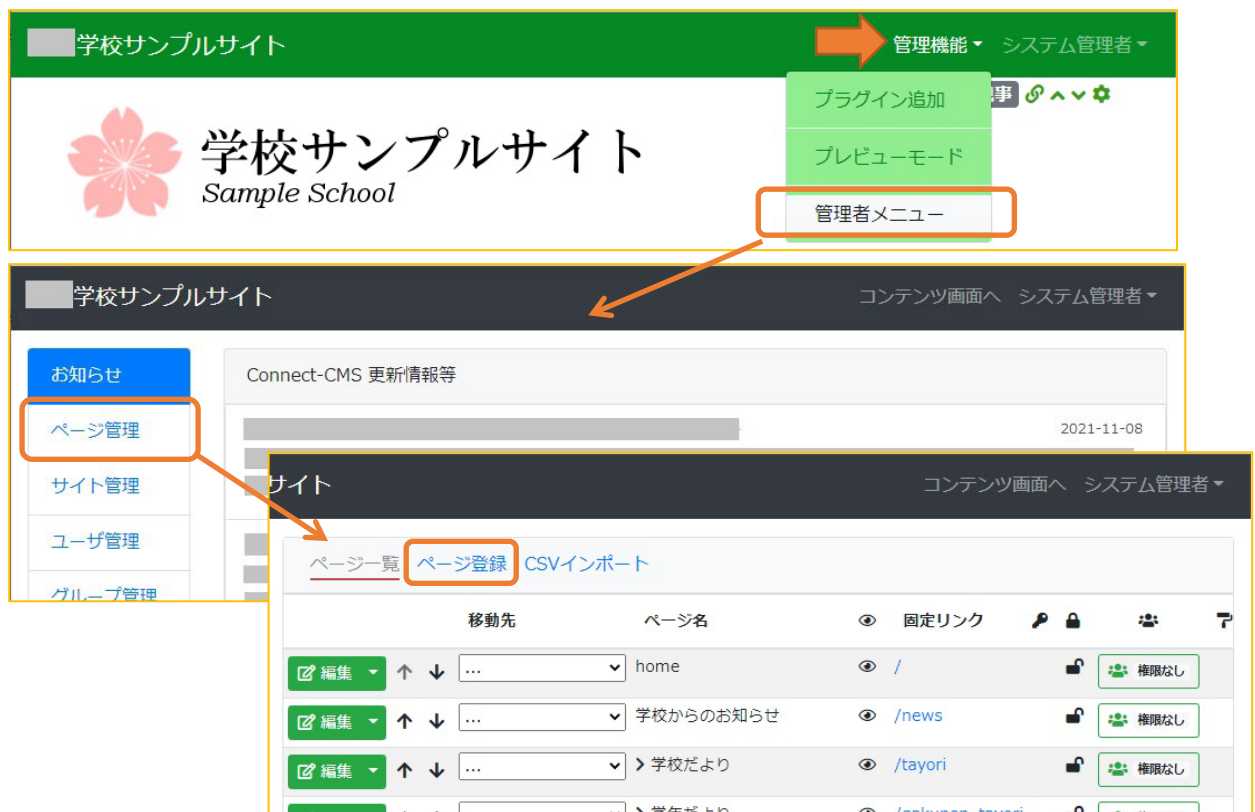 学校サンプルサイト
管理機能
システム管理者
プラグイン追加
事
学校サンプルサイト
プレビューモード
Sample School
管理者メニュー
学校サンプルサイト
コンテンツ画面へ
システム管理者
お知らせ
Connect-CMS 更新情報等
ページ管理
2021-11-08
サイト管理
サイト
コンテンツ画面へ
システム管理者
ユーザ管理
ページ一覧 ページ登録 CSVインポート
グループ管理
移動先 ページ名 固定リンク
編集 ... home / 権限なし
編集 ... 学校からのお知らせ /news 権限なし
編集 ... 学校だより /tayori 権限なし
学年だより